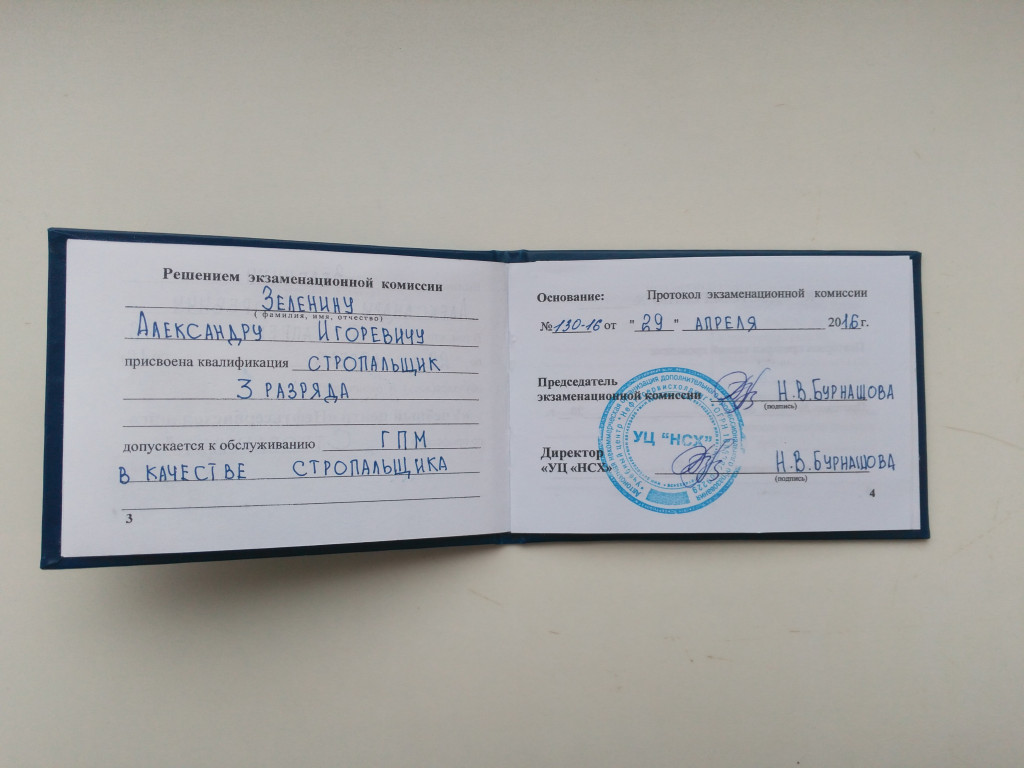 Решением экзаменационной комиссии
Зеленину
( фамилия, имя, отчество)
Александру Игоревичу
присвоена квалификация стропальщик
3 разряда
допускается к обслуживанию ГПМ
в качестве стропальщика
3
Основание: Протокол экзаменационной комиссии
№130-16 от "29" апреля 2016 г.
Председатель
экзаменационной комиссии Н.В.Бурнашова
(подпись)
УЦ "НСХ"
Директор
«УЦ «НСХ» Н.В.Бурнашова
(подпись)
4